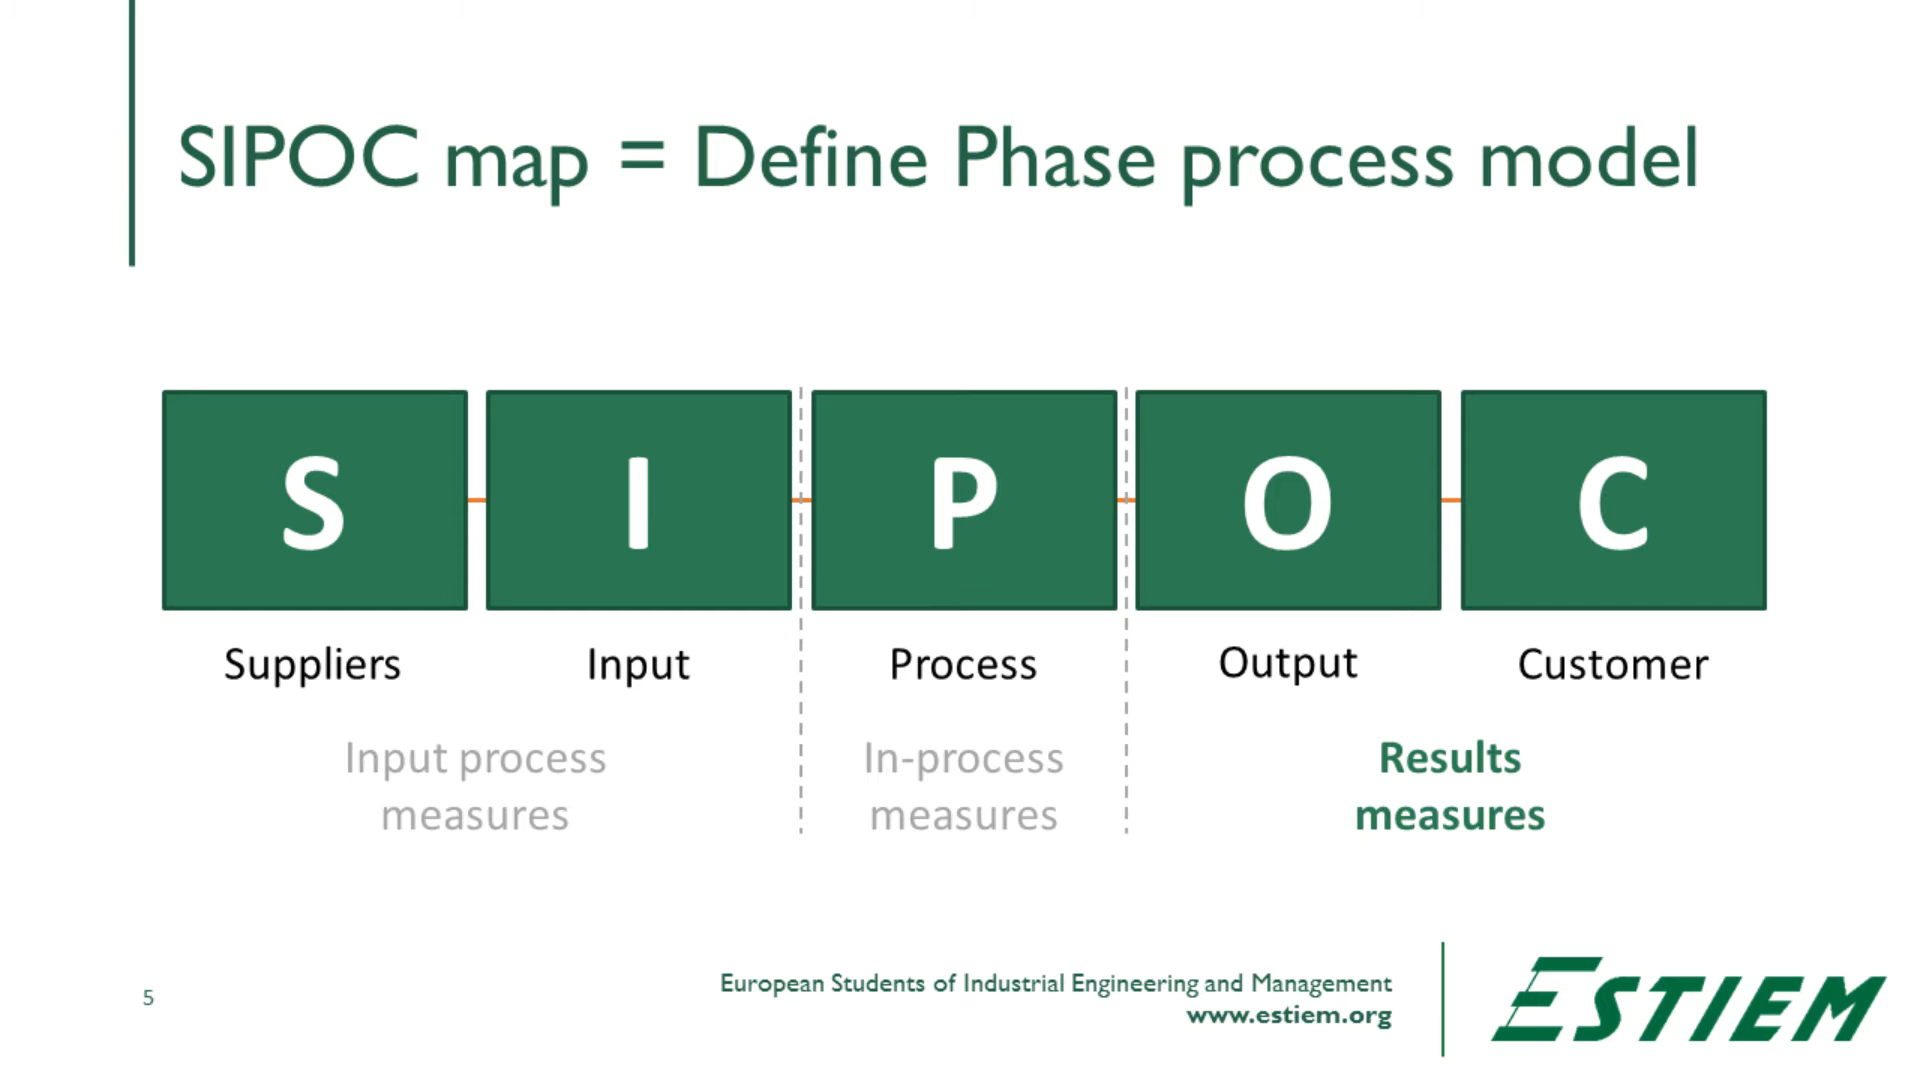 SIPOC map = Define Phase process model
S I P O C
Suppliers Input Process Output Customer
Input process
measures
In-process
measures
Results
measures
5
European Students of Industrial Engineering and Management
www.estiem.org
ESTIEM